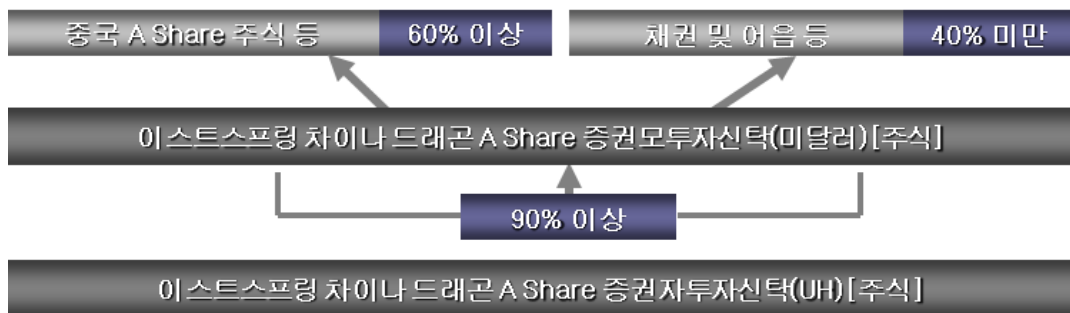 중국 A Share 주식 등 60% 이상 채권 및 어음 등 40% 미만
이스트스프링 차이나 드래곤 A Share 증권모투자신탁(미달러)[주식]
90% 이상
이스트스프링 차이나 드래곤 A Share 증권자투자신탁(UH)[주식]